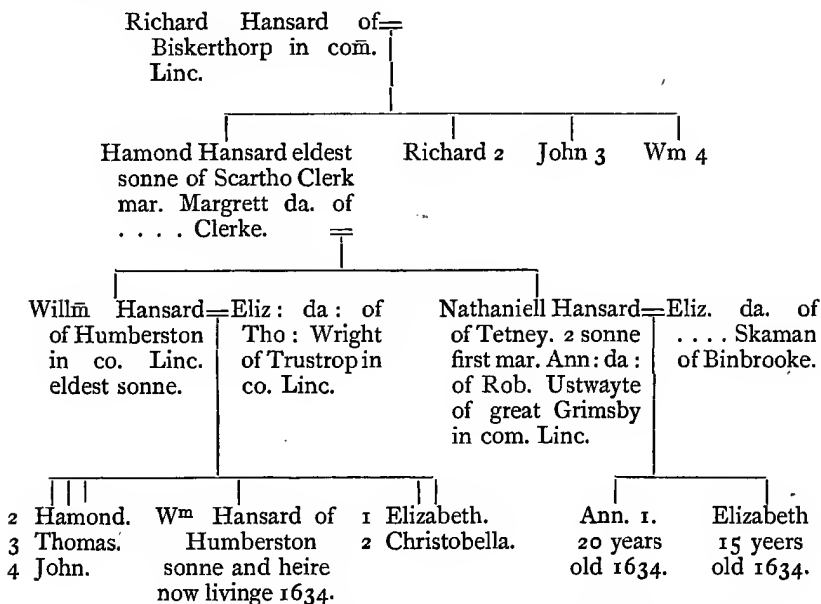 Richard Hansard of=
Biskerthorp in com̄.
Linc.
Hamond Hansard eldest
sonne of Scartho Clerk
mar. Margrett da. of
. . . . Clerke. =
Richard 2
John 3
Wm 4
Willm̄ Hansard=Eliz : da : of
of Humberston
in co. Linc.
eldest sonne.
Tho : Wright
of Trustrop in
co. Linc.
Nathaniell Hansard=Eliz. da. of
of Tetney. 2 sonne
first mar. Ann : da :
of Rob. Ustwayte
of great Grimsby
in com. Linc.
. . . . Skaman
of Binbrooke.
2 Hamond.
3 Thomas.
4 John.
Wm Hansard of
Humberston
sonne and heire
now livinge 1634.
1 Elizabeth.
2 Christobella.
Ann. 1.
20 years
old 1634.
Elizabeth
15 yeers
old 1634.